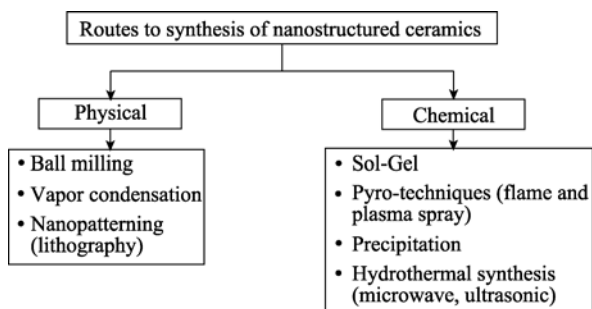 Routes to synthesis of nanostructured ceramics
Physical
Chemical
• Ball milling
• Vapor condensation
• Nanopatterning
(lithography)
• Sol-Gel
• Pyro-techniques (flame and
plasma spray)
• Precipitation
• Hydrothermal synthesis
(microwave, ultrasonic)